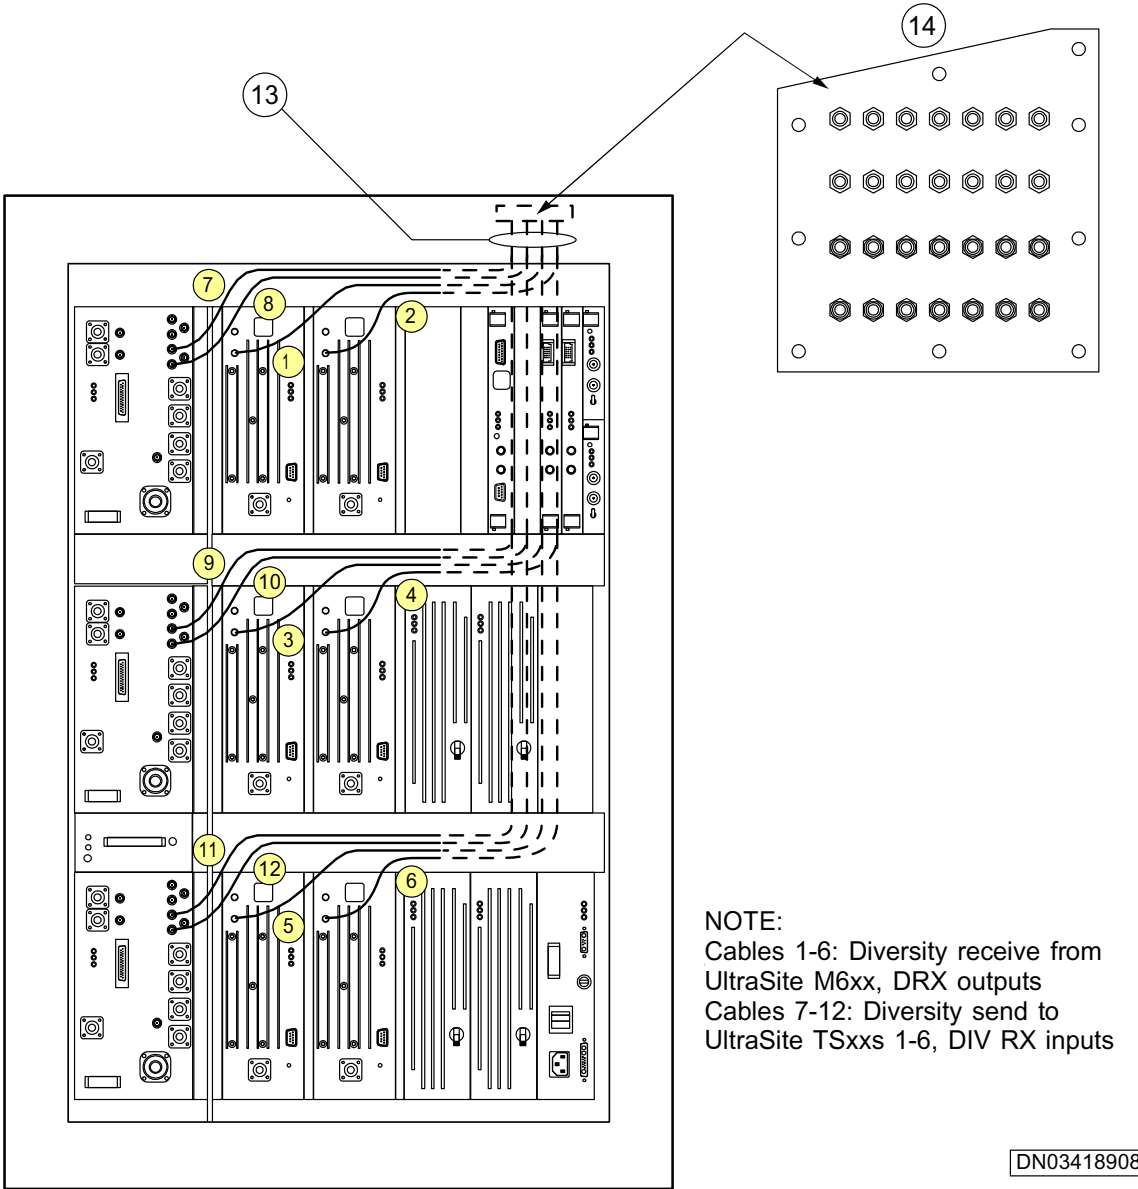 14
13
7
8
2
1
9
10
4
3
11
12
6
5
NOTE:
Cables 1-6: Diversity receive from
UltraSite M6xx, DRX outputs
Cables 7-12: Diversity send to
UltraSite TSxxs 1-6, DIV RX inputs
DN03418908